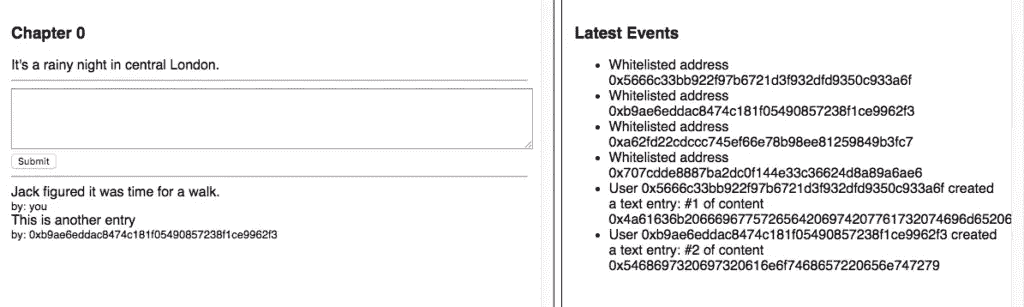 Chapter 0
It's a rainy night in central London.
Submit
Jack figured it was time for a walk.
by: you
This is another entry
by: 0xb9ae6eddac8474c181f05490857238f1ce9962f3
Latest Events
Whitelisted address
0x5666c33bb922f97b6721d3f932dfd9350c933a6f
Whitelisted address
0xb9ae6eddac8474c181f05490857238f1ce9962f3
Whitelisted address
0xa62fd22cdccc745ef66e78b98ee81259849b3fc7
Whitelisted address
0x707cdde8887ba2dc0f144e33c36624d8a89a6ae6
User 0x5666c33bb922f97b6721d3f932dfd9350c933a6f created
a text entry: #1 of content
0x4a61636b2066696775726564206974207761732074696d65206
User 0xb9ae6eddac8474c181f05490857238f1ce9962f3 created
a text entry: #2 of content
0x5468697320697320616e6f7468657220656e747279